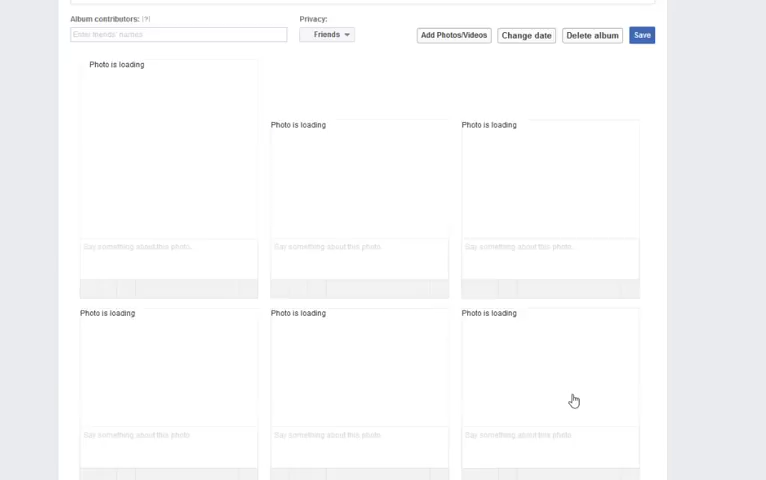 Album contributors: (?)
Privacy:
Enter friends' names
Friends
Add Photos/Videos
Change date
Delete album
Save
Photo is loading
Photo is loading
Photo is loading
Say something about this photo...
Say something about this photo
Say something about this photo
Photo is loading
Photo is loading
Photo is loading
Say something about this photo
Say something about this photo
Say something about this photo